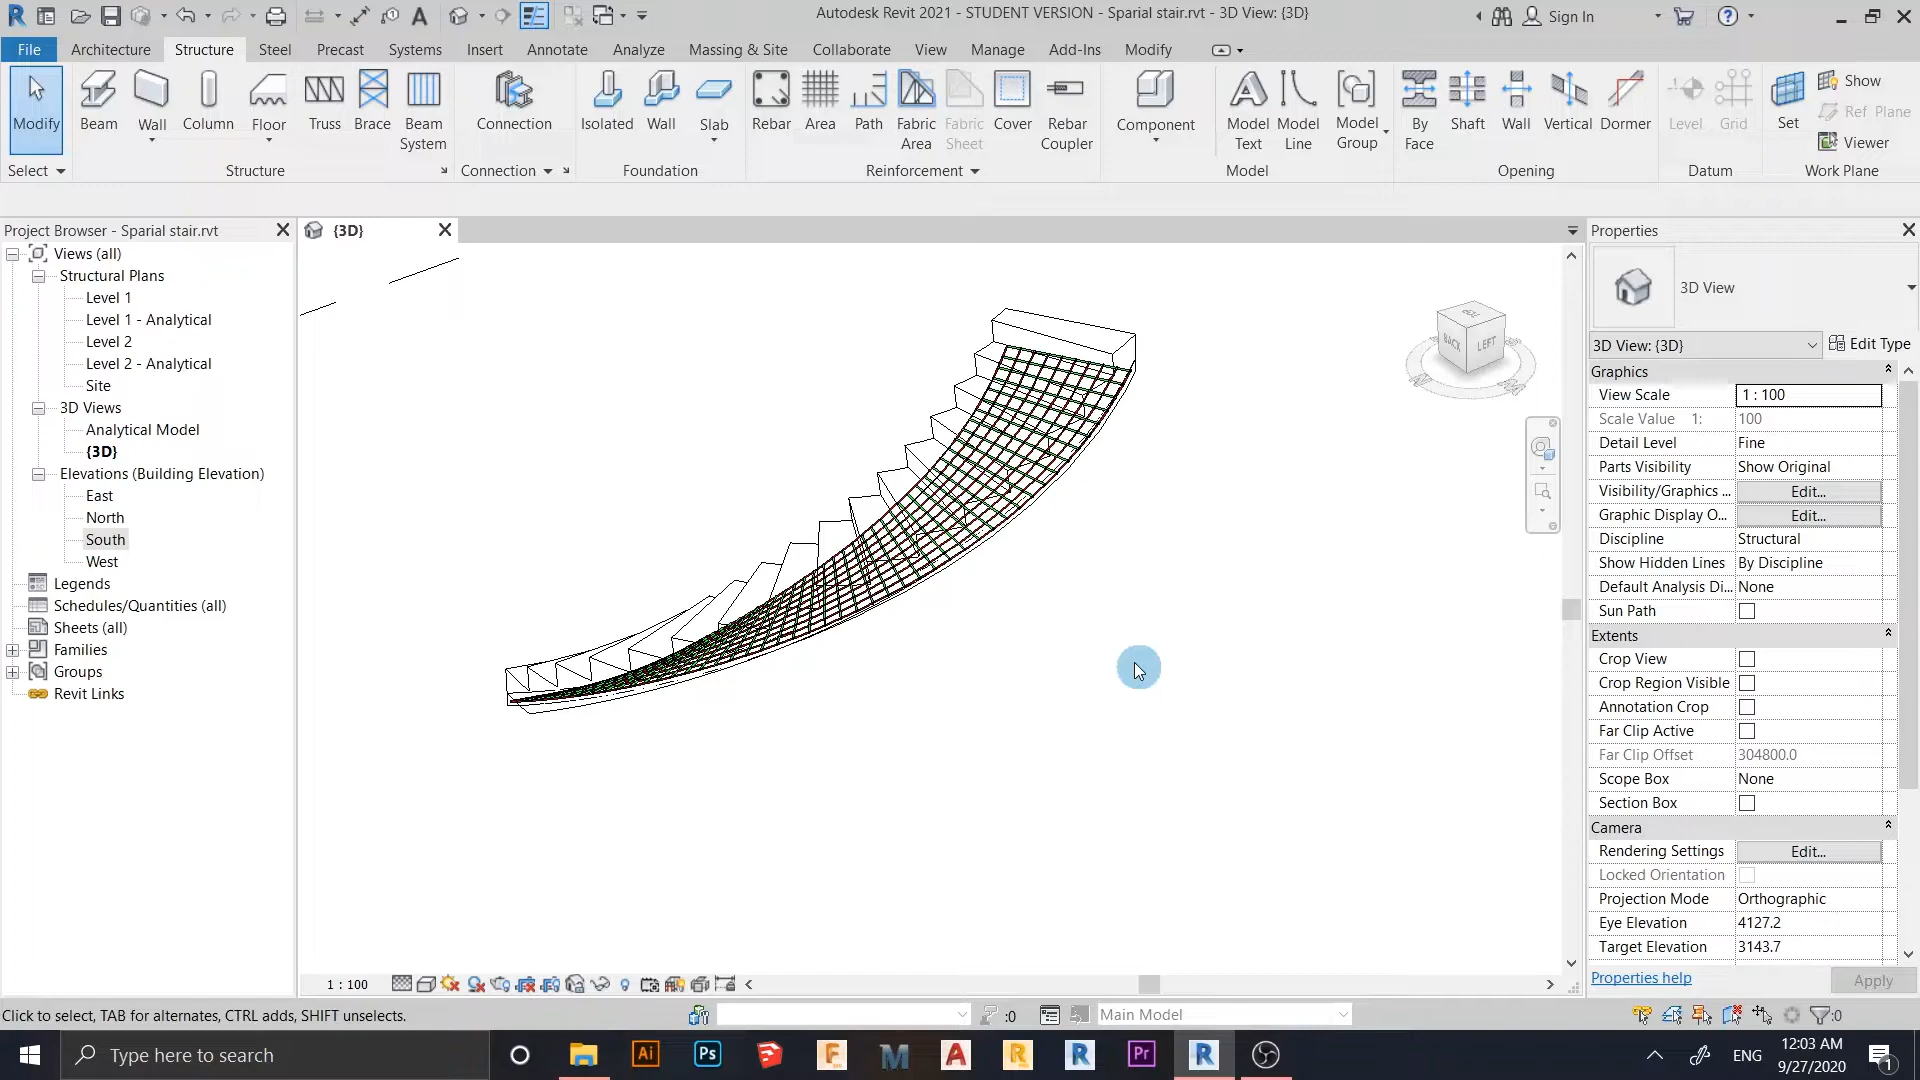 Autodesk Revit 2021 - STUDENT VERSION - Sparial stair.rvt - 3D View: {3D}
Sign In
File
Architecture
Structure
Steel
Precast
Systems
Insert
Annotate
Analyze
Massing & Site
Collaborate
View
Manage
Add-Ins
Modify
Modify
Beam
Wall
Column
Floor
Truss
Brace
Beam
System
Connection
Isolated
Wall
Slab
Rebar
Area
Path
Fabric
Area
Fabric
Sheet
Cover
Rebar
Coupler
Component
Model
Text
Model
Line
Model
Group
By
Face
Shaft
Wall
Vertical
Dormer
Level
Grid
Set
Show
Ref Plane
Viewer
Select
Structure
Connection
Foundation
Reinforcement
Model
Opening
Datum
Work Plane
Project Browser - Sparial stair.rvt
Views (all)
Structural Plans
Level 1
Level 1 - Analytical
Level 2
Level 2 - Analytical
Site
3D Views
Analytical Model
{3D}
Elevations (Building Elevation)
East
North
South
West
Legends
Schedules/Quantities (all)
Sheets (all)
Families
Groups
Revit Links
{3D}
TOP
BACK
LEFT
1 : 100
Properties
3D View
3D View: {3D}
Edit Type
Graphics
View Scale
1 : 100
Scale Value 1:
100
Detail Level
Fine
Parts Visibility
Show Original
Visibility/Graphics ...
Edit...
Graphic Display O...
Edit...
Discipline
Structural
Show Hidden Lines
By Discipline
Default Analysis Di...
None
Sun Path
Extents
Crop View
Crop Region Visible
Annotation Crop
Far Clip Active
Far Clip Offset
304800.0
Scope Box
None
Section Box
Camera
Rendering Settings
Edit...
Locked Orientation
Projection Mode
Orthographic
Eye Elevation
4127.2
Target Elevation
3143.7
Properties help
Apply
Click to select, TAB for alternates, CTRL adds, SHIFT unselects.
:0
Main Model
:0
Type here to search
Ai
Ps
F
M
A
R
R
Pr
R
ENG
12:03 AM
9/27/2020
1